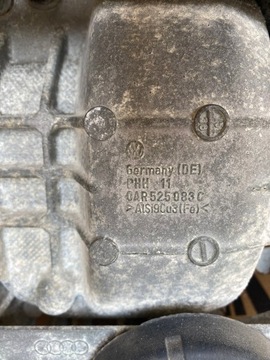 Germany (DE)
PHH 11
0AR 525 083 C
>AlSi9Cu3(Fe)<